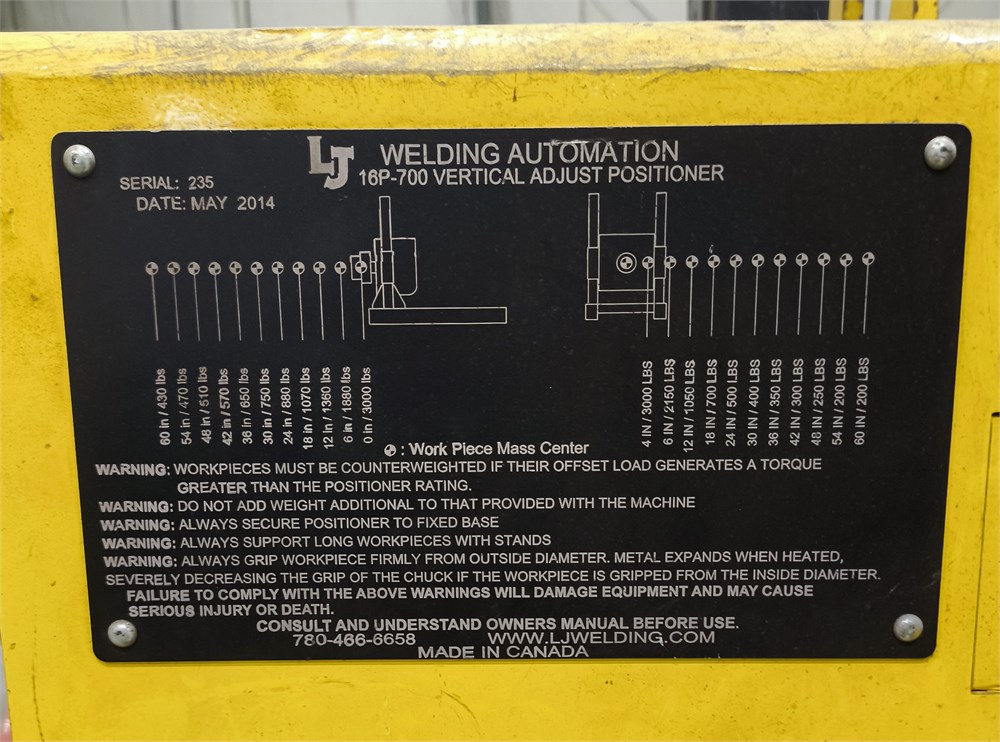 LJ WELDING AUTOMATION
16P-700 VERTICAL ADJUST POSITIONER
SERIAL: 235
DATE: MAY 2014
60 in / 430 lbs
54 in / 470 lbs
48 in / 510 lbs
42 in / 570 lbs
36 in / 650 lbs
30 in / 750 lbs
24 in / 880 lbs
18 in / 1070 lbs
12 in / 1360 lbs
6 in / 1880 lbs
0 in / 3000 lbs
4 IN / 3000 LBS
6 IN / 2150 LBS
12 IN / 1050 LBS
18 IN / 700 LBS
24 IN / 500 LBS
30 IN / 400 LBS
36 IN / 350 LBS
42 IN / 300 LBS
48 IN / 250 LBS
54 IN / 200 LBS
60 IN / 200 LBS
: Work Piece Mass Center
WARNING: WORKPIECES MUST BE COUNTERWEIGHTED IF THEIR OFFSET LOAD GENERATES A TORQUE
GREATER THAN THE POSITIONER RATING.
WARNING: DO NOT ADD WEIGHT ADDITIONAL TO THAT PROVIDED WITH THE MACHINE
WARNING: ALWAYS SECURE POSITIONER TO FIXED BASE
WARNING: ALWAYS SUPPORT LONG WORKPIECES WITH STANDS
WARNING: ALWAYS GRIP WORKPIECE FIRMLY FROM OUTSIDE DIAMETER. METAL EXPANDS WHEN HEATED,
SEVERELY DECREASING THE GRIP OF THE CHUCK IF THE WORKPIECE IS GRIPPED FROM THE INSIDE DIAMETER.
FAILURE TO COMPLY WITH THE ABOVE WARNINGS WILL DAMAGE EQUIPMENT AND MAY CAUSE
SERIOUS INJURY OR DEATH.
CONSULT AND UNDERSTAND OWNERS MANUAL BEFORE USE.
780-466-6658 WWW.LJWELDING.COM
MADE IN CANADA